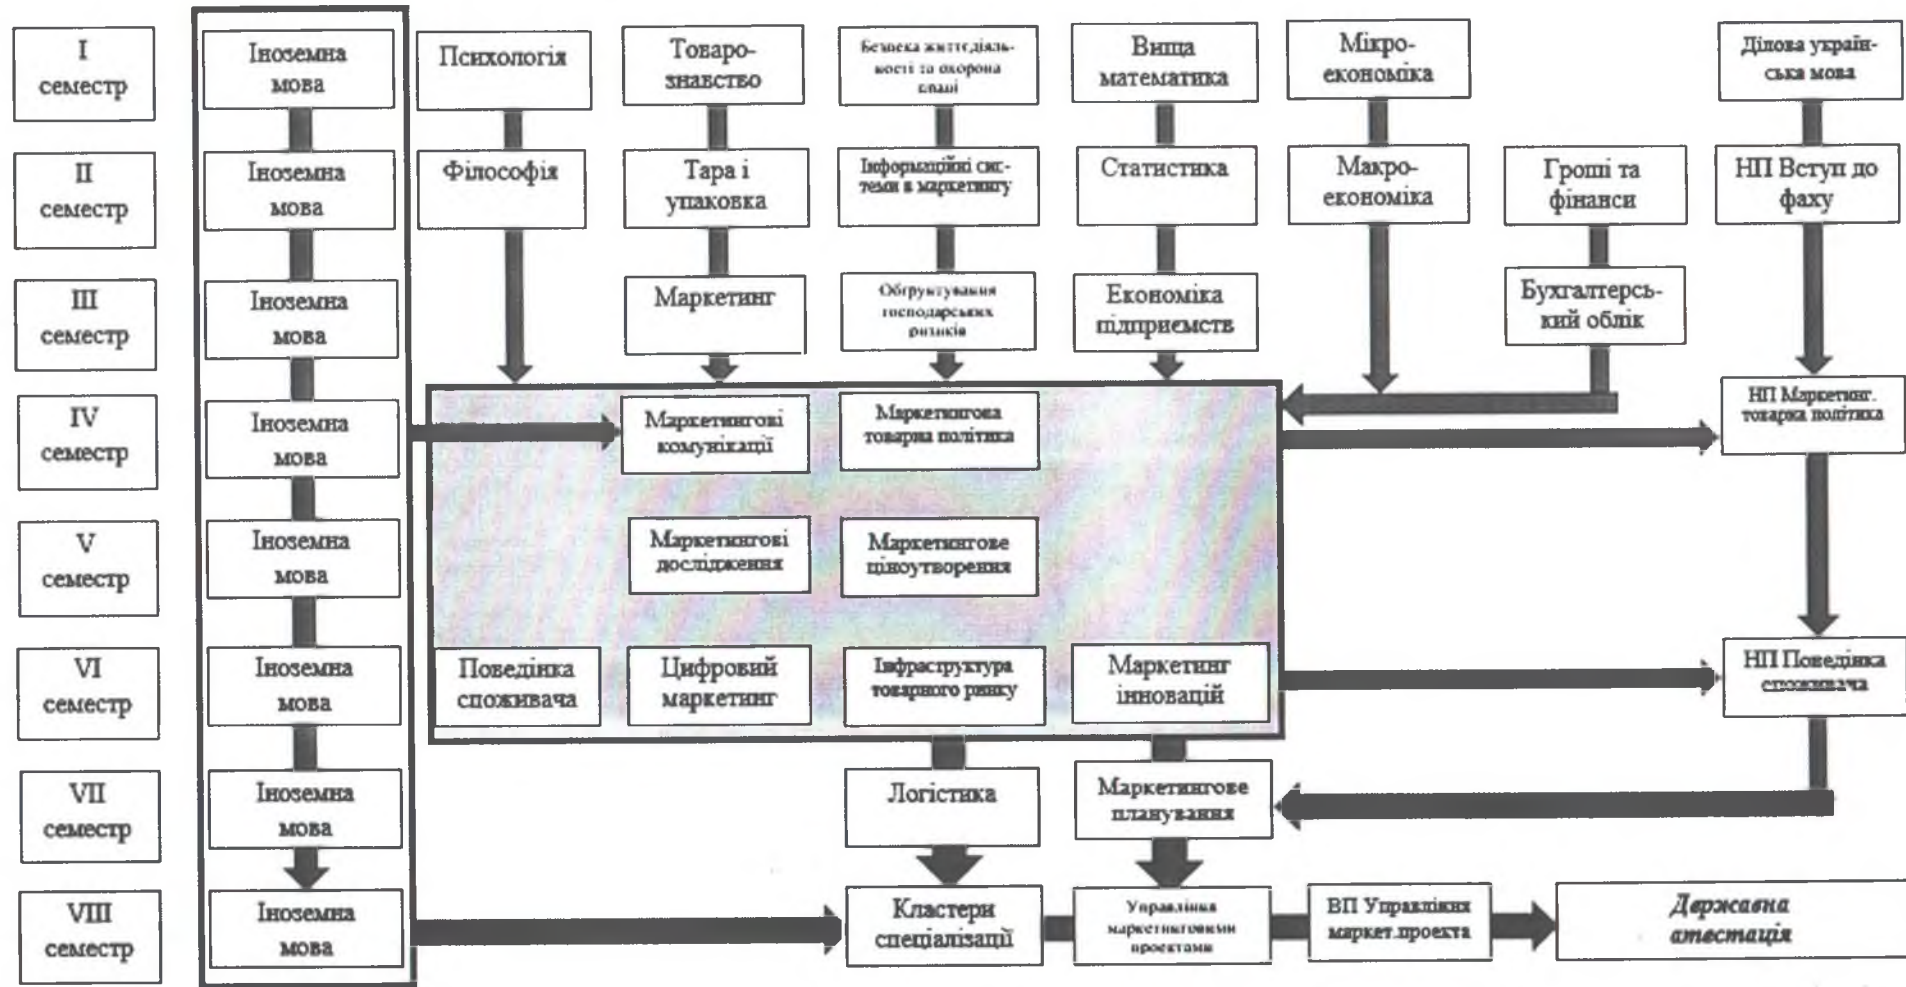 I
семестр
Іноземна
мова
Психологія
Товаро-
знавство
Безпека життєдіяль-
ності та охорона
праці
Вища
математика
Мікро-
економіка
Ділова україн-
ська мова
II
семестр
Іноземна
мова
Філософія
Тара і
упаковка
Інформаційні сис-
теми в маркетингу
Статистика
Макро-
економіка
Гроші та
фінанси
НП Вступ до
фаху
III
семестр
Іноземна
мова
Маркетинг
Обґрунтування
господарських
ризиків
Економіка
підприємств
Бухгалтерсь-
кий облік
IV
семестр
Іноземна
мова
Маркетингові
комунікації
Маркетингова
товарна політика
НП Маркетинг.
товарна політика
V
семестр
Іноземна
мова
Маркетингові
дослідження
Маркетингове
ціноутворення
VI
семестр
Іноземна
мова
Поведінка
споживача
Цифровий
маркетинг
Інфраструктура
товарного ринку
Маркетинг
інновацій
НП Поведінка
споживача
VII
семестр
Іноземна
мова
Логістика
Маркетингове
планування
VIII
семестр
Іноземна
мова
Кластери
спеціалізації
Управління
маркетинговими
проектами
ВП Управління
маркет.проекта
Державна
атестація